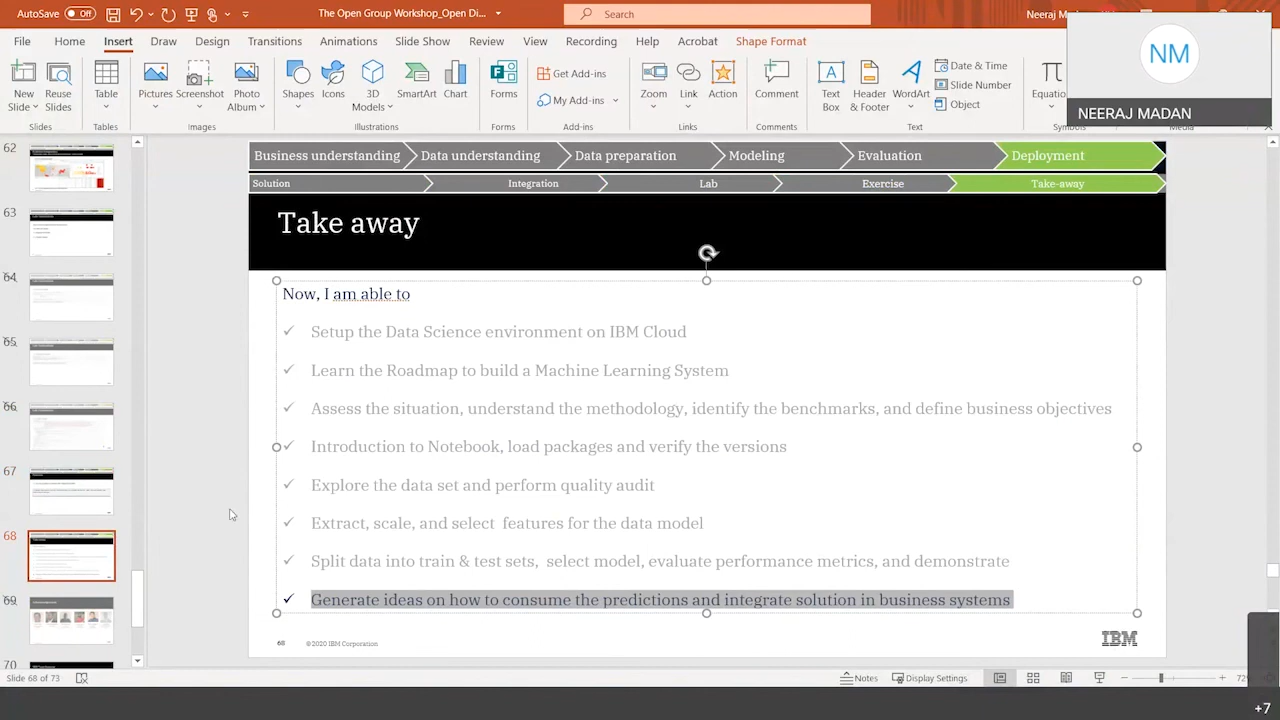 AutoSave Off
The Open Group Workshop_Open Di...
Search
Neeraj Mad
File Home Insert Draw Design Transitions Animations Slide Show Review View Recording Help Acrobat Shape Format
NM
NEERAJ MADAN
New Slide
Reuse Slides
Table
Pictures
Screenshot
Photo Album
Shapes
Icons
3D Models
SmartArt
Chart
Forms
Get Add-ins
My Add-ins
Zoom
Link
Action
Comment
Text Box
Header & Footer
WordArt
Date & Time
Slide Number
Object
Equatio
Slides Tables Images Illustrations Forms Add-ins Links Comments Text Symbols Media
62
63
64
65
66
67
68
69
70
Business understanding Data preparation Modeling Evaluation Deployment
Solution Integration Lab Exercise Take-away
Take away
Now, I am able to
✓ Setup the Data Science environment on IBM Cloud
✓ Learn the Roadmap to build a Machine Learning System
✓ Assess the situation, understand the methodology, identify the benchmarks, and define business objectives
✓ Introduction to Notebook, load packages and verify the versions
✓ Explore the data set and perform quality audit
✓ Extract, scale, and select features for the data model
✓ Split data into train & test sets, select model, evaluate performance metrics, and demonstrate
✓ Generate ideas on how to consume the predictions and integrate solution in business systems
68 ©2020 IBM Corporation IBM
Slide 68 of 73 Notes Display Settings 72%
+7